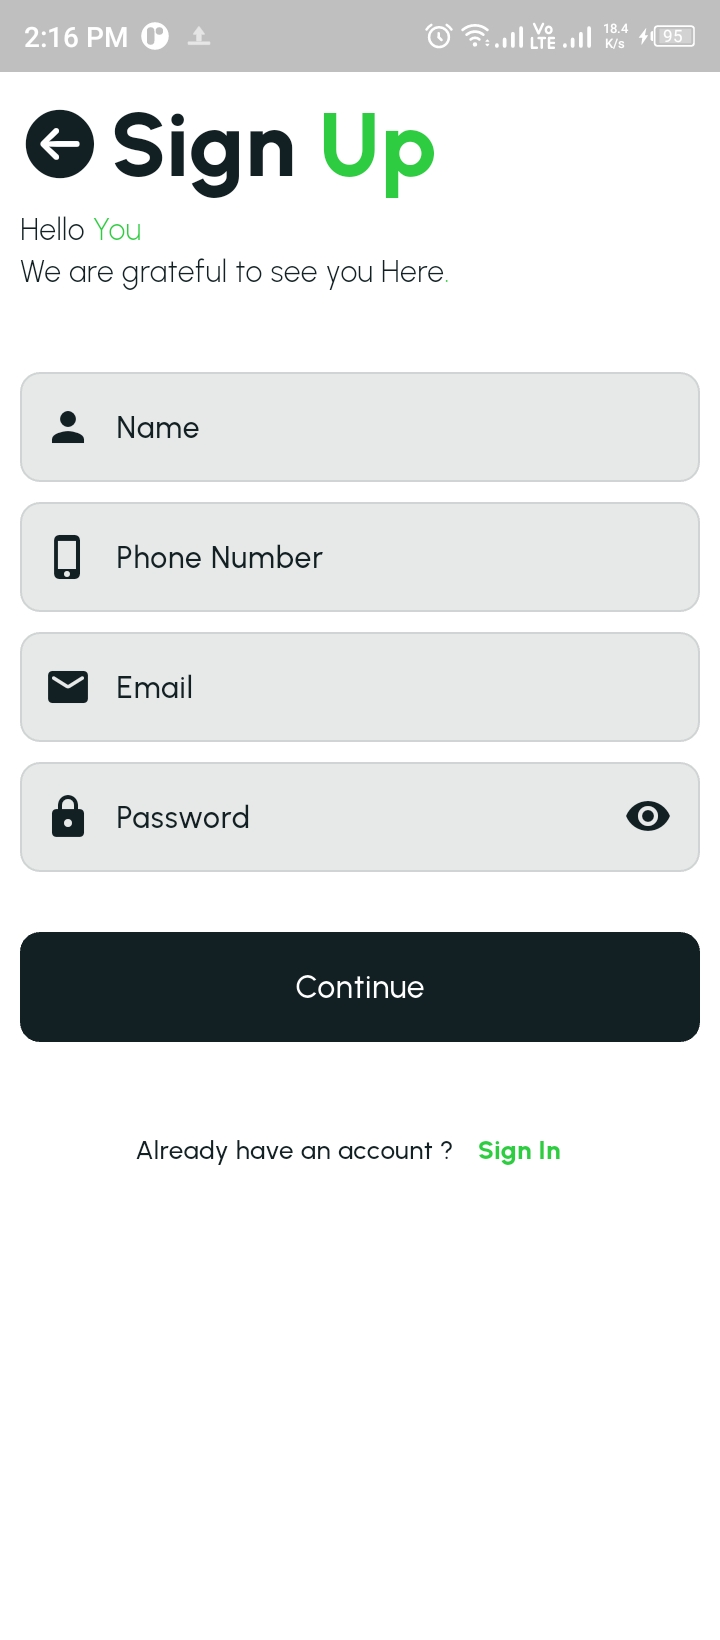 2:16 PM
Vo LTE
18.4 K/s
95
Sign Up
Hello You
We are grateful to see you Here.
Name
Phone Number
Email
Password
Continue
Already have an account ? Sign In